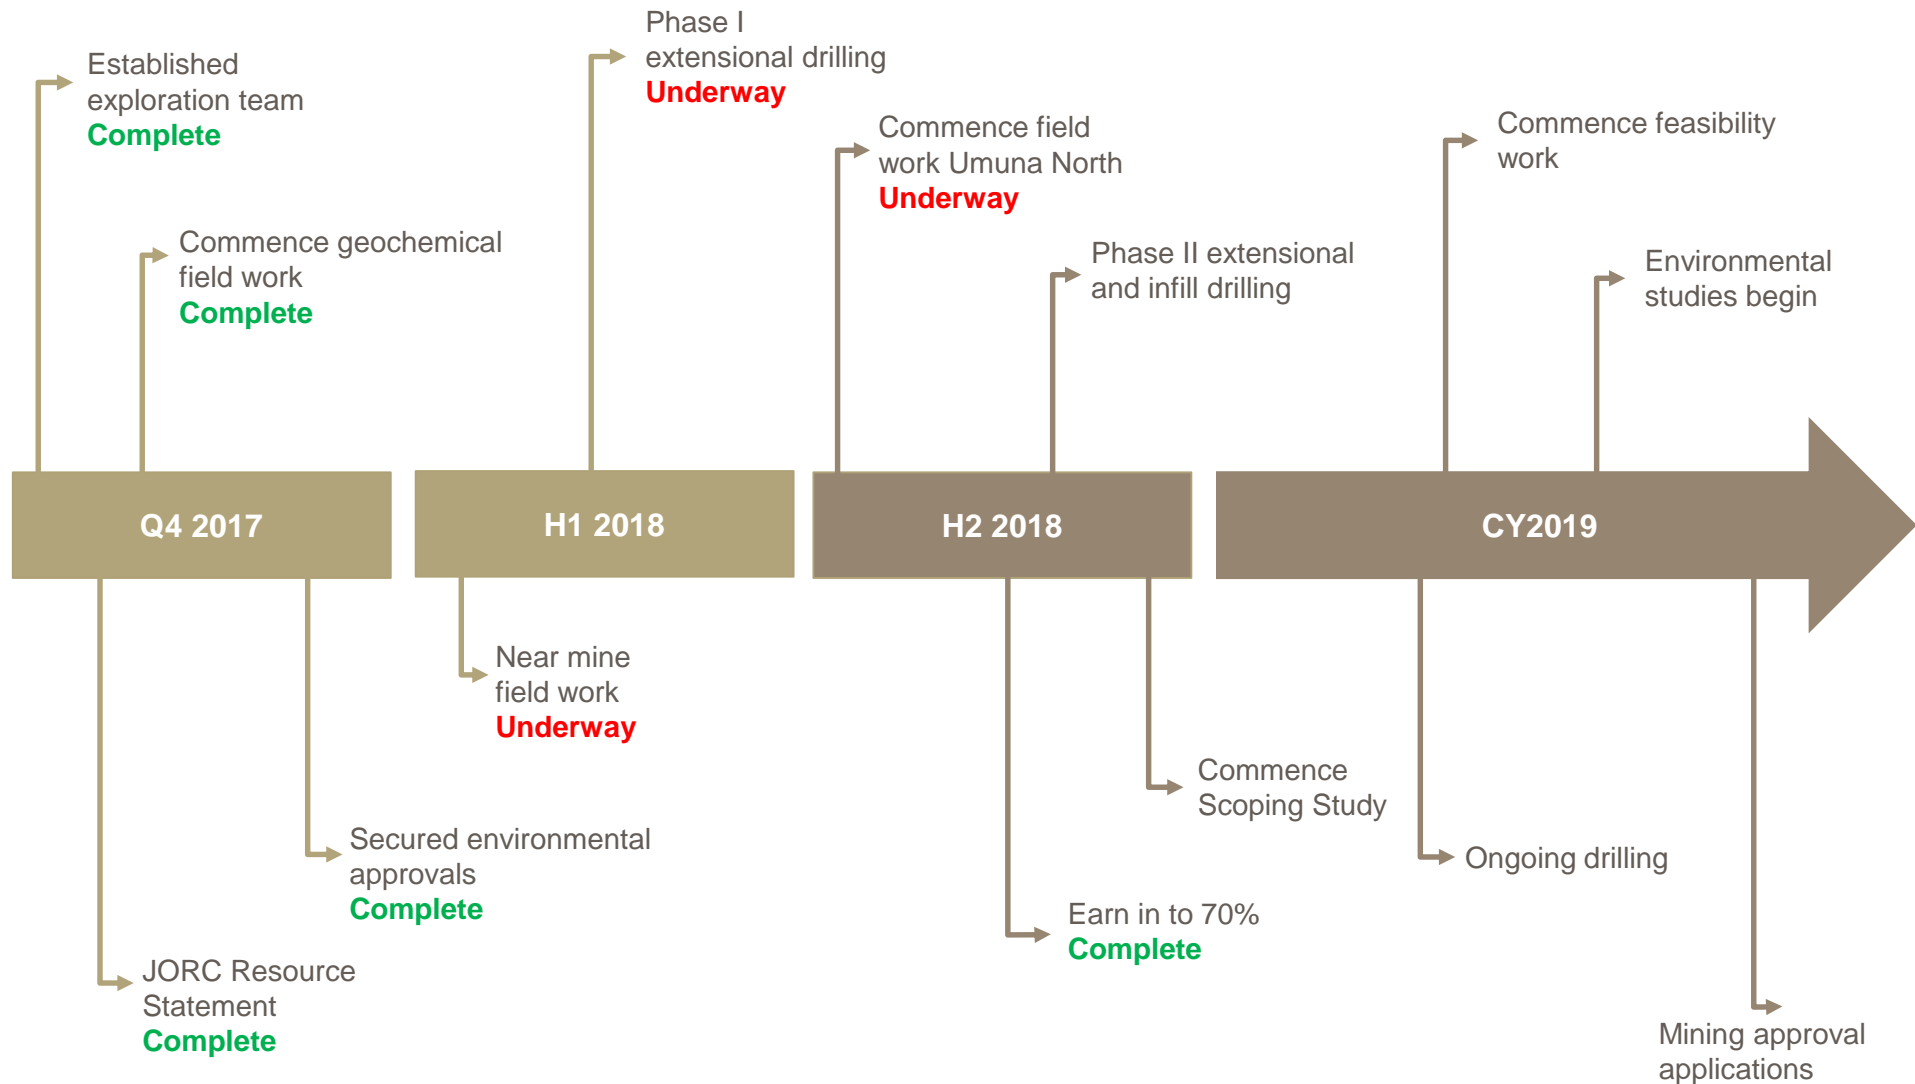 Phase I
extensional drilling
Underway
Established
exploration team
Complete
Commence field
work Umuna North
Underway
Commence feasibility
work
Commence geochemical
field work
Complete
Phase II extensional
and infill drilling
Environmental
studies begin
Q4 2017
H1 2018
H2 2018
CY2019
Near mine
field work
Underway
Commence
Scoping Study
Secured environmental
approvals
Complete
Ongoing drilling
Earn in to 70%
Complete
JORC Resource
Statement
Complete
Mining approval
applications